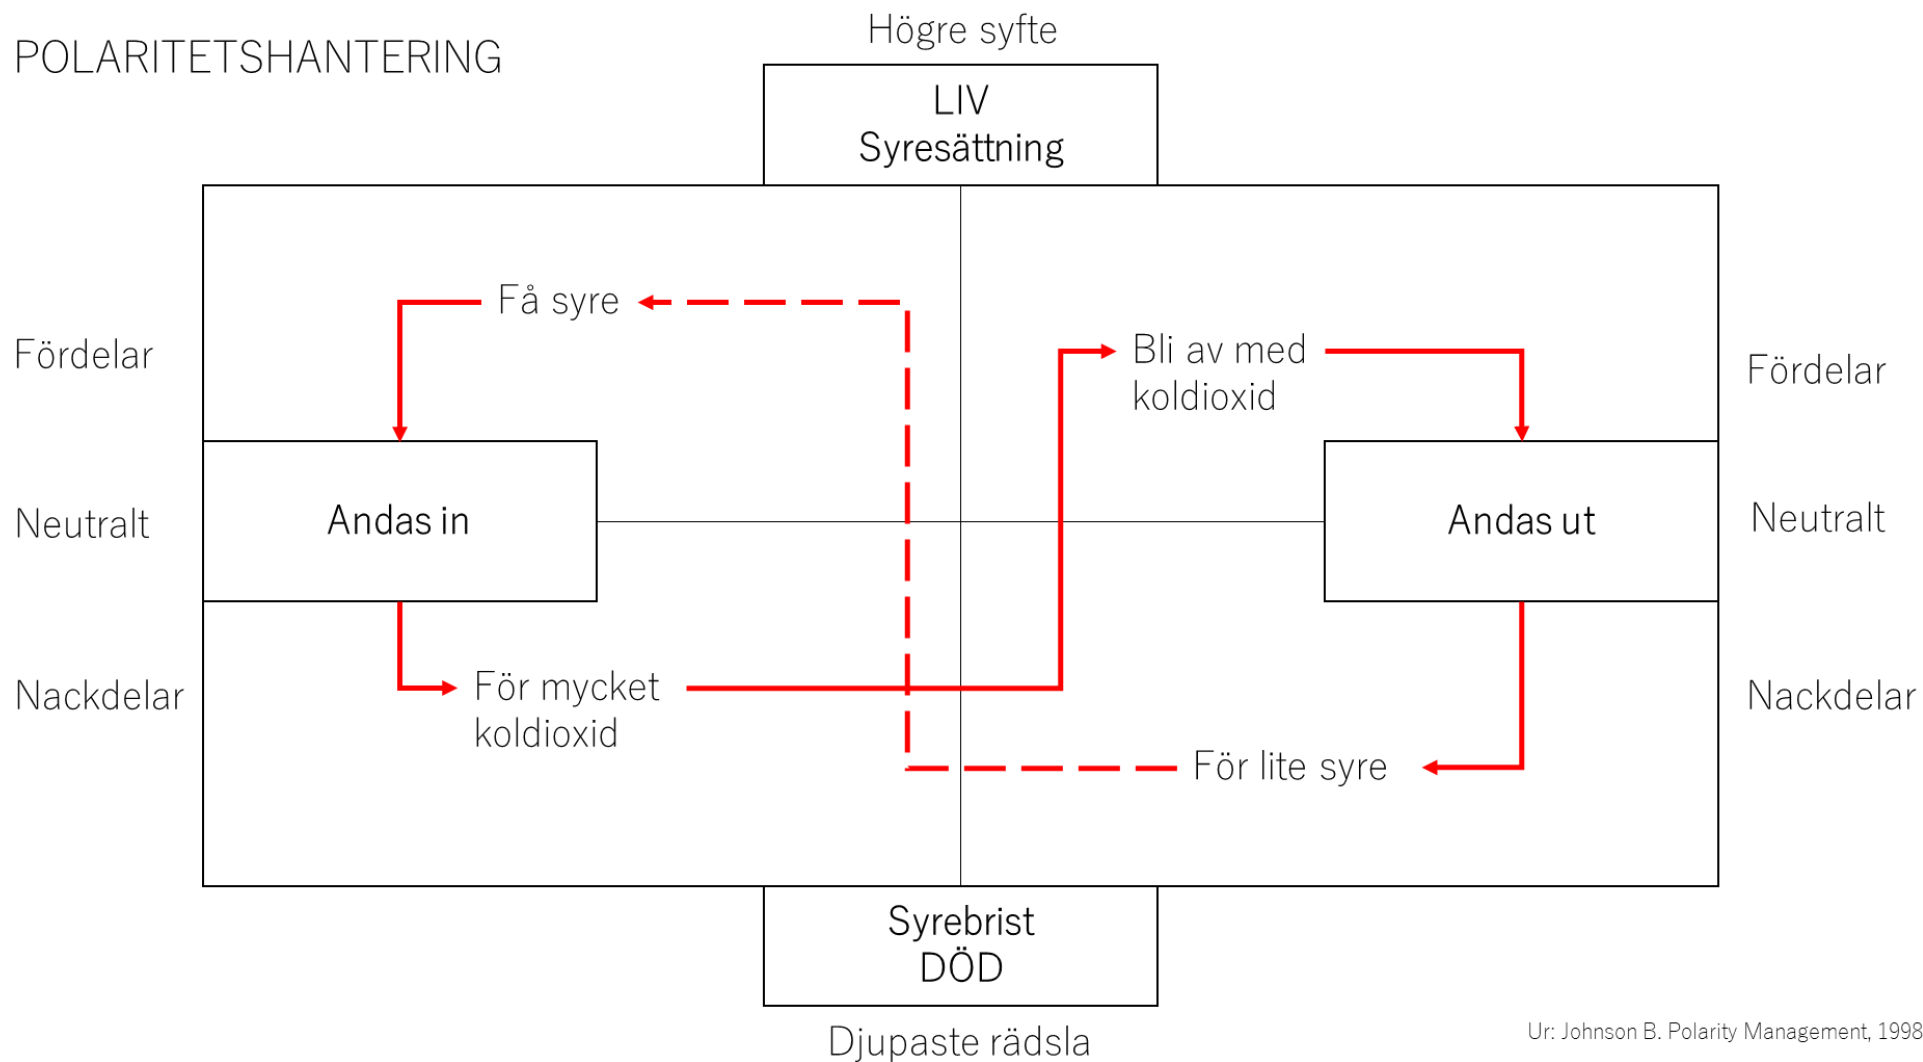 POLARITETSHANTERING
Högre syfte
LIV
Syresättning
Få syre
Bli av med
koldioxid
Fördelar
Fördelar
Andas in
Andas ut
Neutralt
Neutralt
För mycket
koldioxid
Nackdelar
Nackdelar
För lite syre
Syrebrist
DÖD
Djupaste rädsla
Ur: Johnson B. Polarity Management, 1998